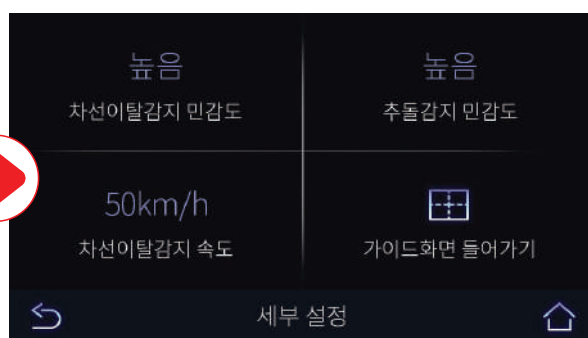 높음
차선이탈감지 민감도
높음
추돌감지 민감도
50km/h
차선이탈감지 속도
가이드화면 들어가기
세부 설정